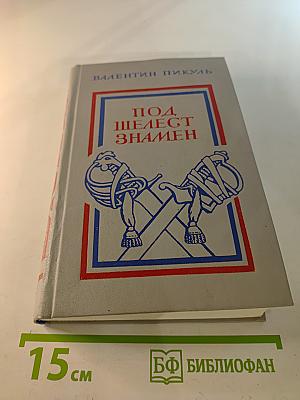 ВАЛЕНТИН ПИКУЛЬ
ПОД
ШЕЛЕСТ
ЗНАМЕН
15 см
БФ БИБЛИОФАН